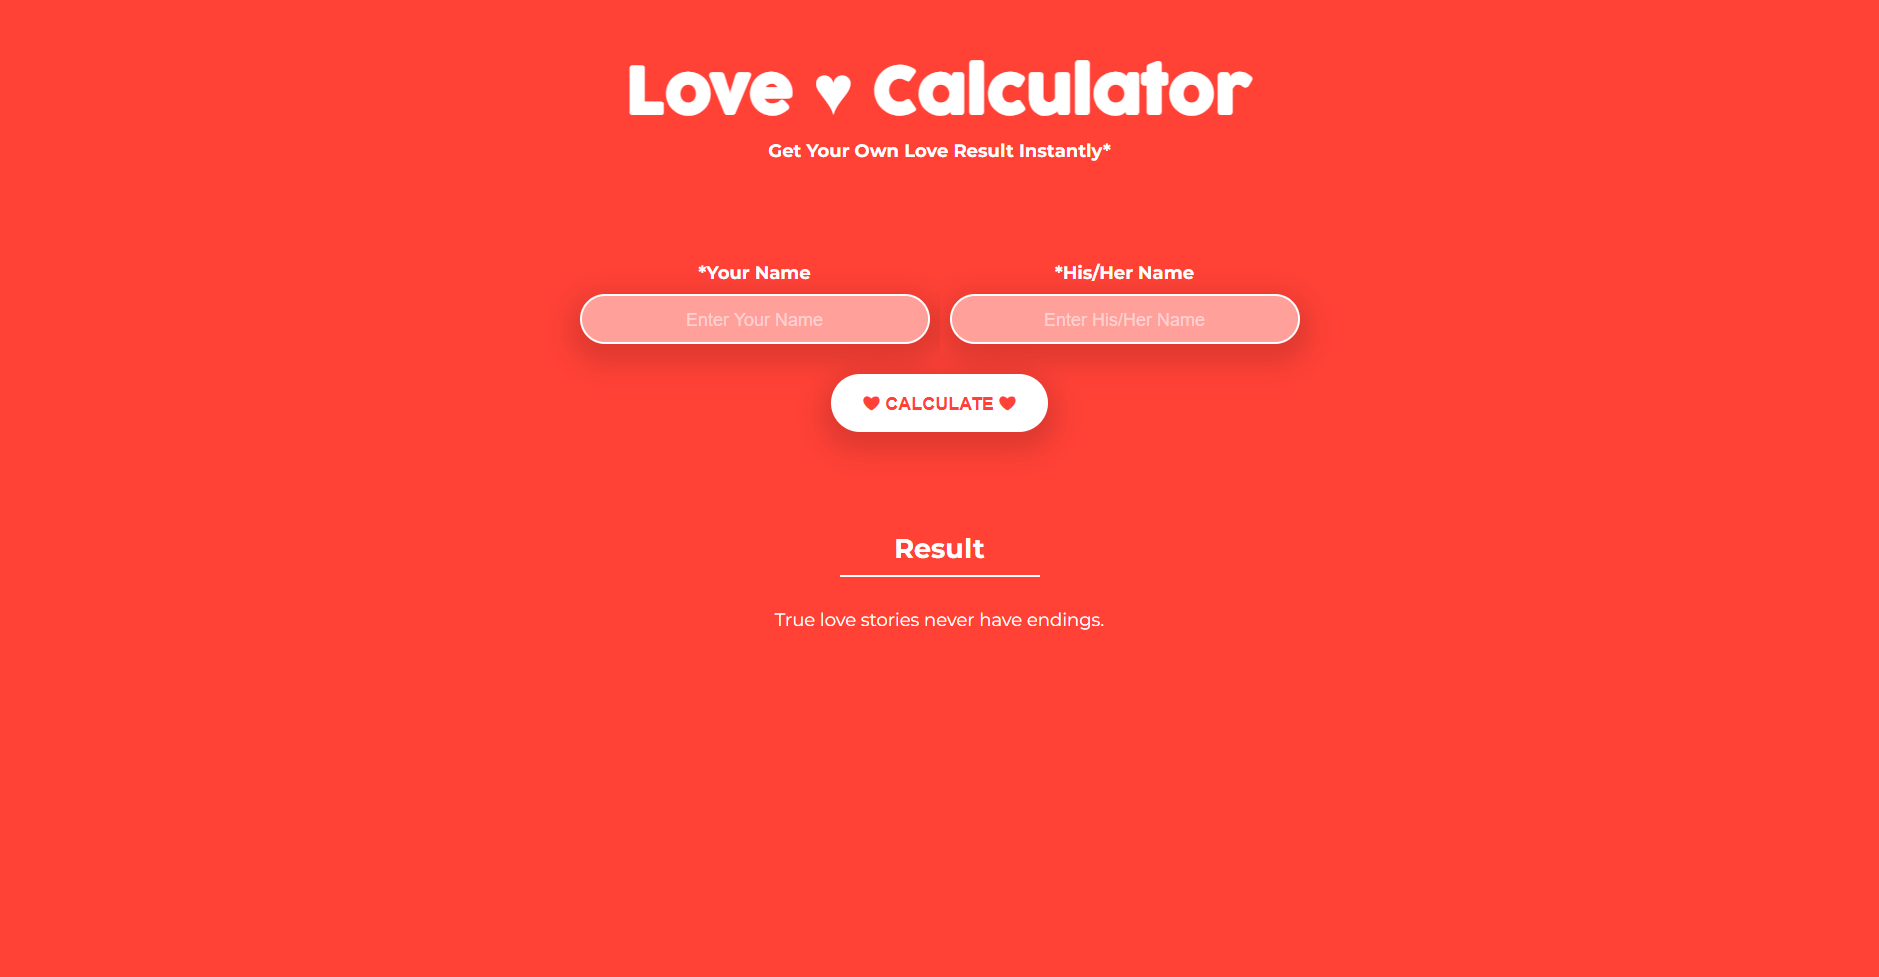 Love ♥ Calculator
Get Your Own Love Result Instantly*
*Your Name
*His/Her Name
Enter Your Name
Enter His/Her Name
♥ CALCULATE ♥
Result
True love stories never have endings.